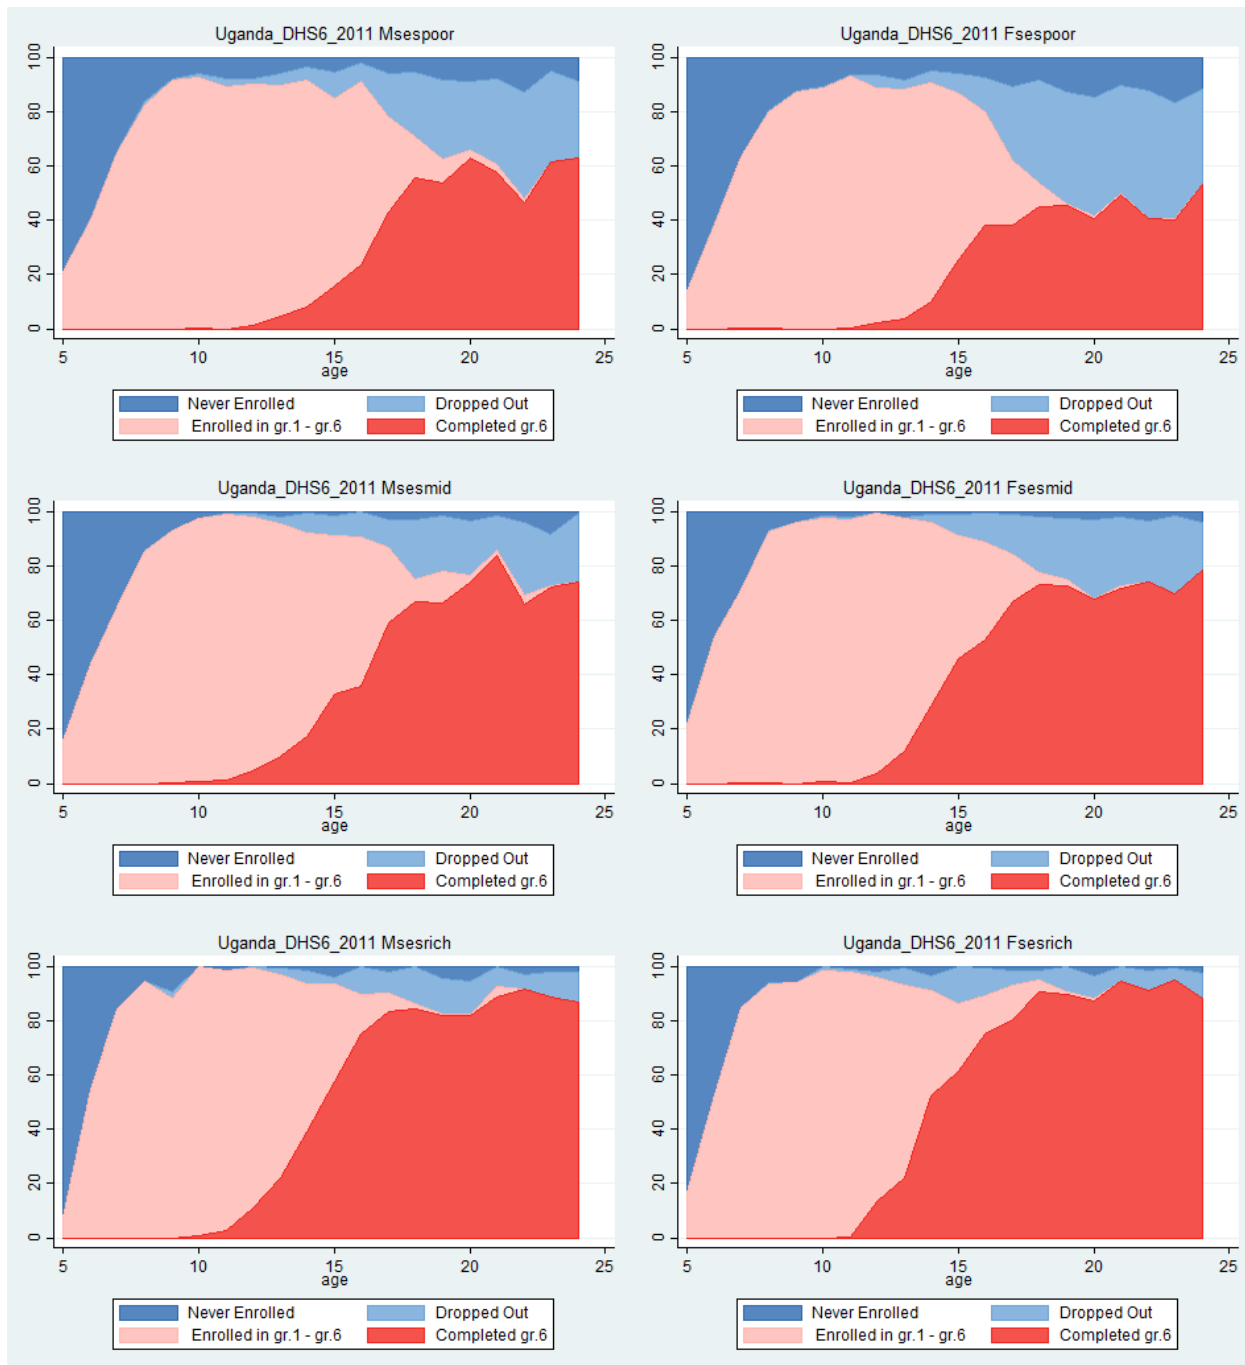 Uganda_DHS6_2011 Msespoor
100
80
60
40
20
0
5 10 15 20 25
age
Never Enrolled Dropped Out
Enrolled in gr.1 - gr.6 Completed gr.6
Uganda_DHS6_2011 Fsespoor
100
80
60
40
20
0
5 10 15 20 25
age
Never Enrolled Dropped Out
Enrolled in gr.1 - gr.6 Completed gr.6
Uganda_DHS6_2011 Msesmid
100
80
60
40
20
0
5 10 15 20 25
age
Never Enrolled Dropped Out
Enrolled in gr.1 - gr.6 Completed gr.6
Uganda_DHS6_2011 Fsesmid
100
80
60
40
20
0
5 10 15 20 25
age
Never Enrolled Dropped Out
Enrolled in gr.1 - gr.6 Completed gr.6
Uganda_DHS6_2011 Msesrich
100
80
60
40
20
0
5 10 15 20 25
age
Never Enrolled Dropped Out
Enrolled in gr.1 - gr.6 Completed gr.6
Uganda_DHS6_2011 Fsesrich
100
80
60
40
20
0
5 10 15 20 25
age
Never Enrolled Dropped Out
Enrolled in gr.1 - gr.6 Completed gr.6